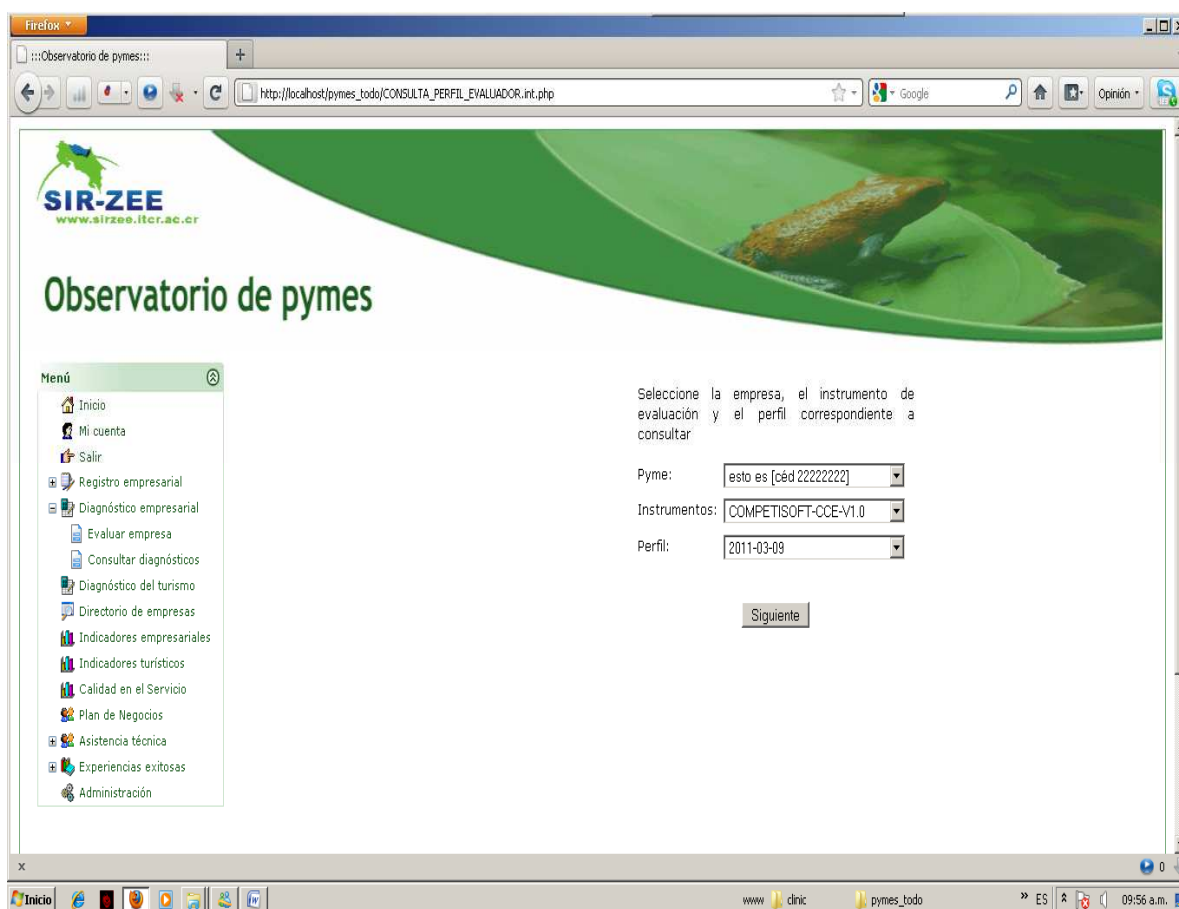 Firefox
:::Observatorio de pymes:::
http://localhost/pymes_todo/CONSULTA_PERFIL_EVALUADOR.int.php
Google
Opinión
SIR-ZEE
www.sirzee.itcr.ac.cr
Observatorio de pymes
Menú
Inicio
Mi cuenta
Salir
Registro empresarial
Diagnóstico empresarial
Evaluar empresa
Consultar diagnósticos
Diagnóstico del turismo
Directorio de empresas
Indicadores empresariales
Indicadores turísticos
Calidad en el Servicio
Plan de Negocios
Asistencia técnica
Experiencias exitosas
Administración
Seleccione la empresa, el instrumento de
evaluación y el perfil correspondiente a
consultar
Pyme: esto es [céd 22222222]
Instrumentos: COMPETISOFT-CCE-V1.0
Perfil: 2011-03-09
Siguiente
x
0
Inicio
www
clinic
pymes_todo
» ES
09:56 a.m.